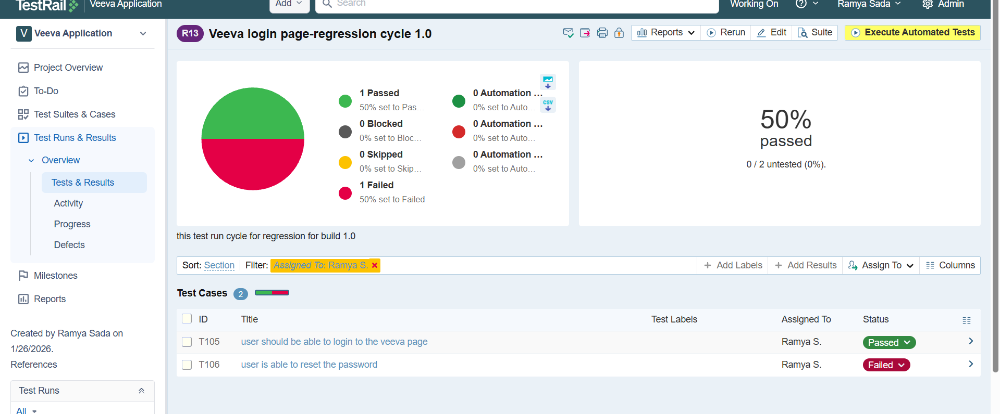 TestRail
Veeva Application
Add
Search
Working On
Ramya Sada
Admin
V Veeva Application
Project Overview
To-Do
Test Suites & Cases
Test Runs & Results
Overview
Tests & Results
Activity
Progress
Defects
Milestones
Reports
Created by Ramya Sada on
1/26/2026.
References
Test Runs
All
R13 Veeva login page-regression cycle 1.0
Reports
Rerun
Edit
Suite
Execute Automated Tests
1 Passed
50% set to Pas...
0 Blocked
0% set to Bloc...
0 Skipped
0% set to Skip...
1 Failed
50% set to Failed
0 Automation ...
0% set to Auto...
0 Automation ...
0% set to Auto...
0 Automation ...
0% set to Auto...
CSV
50%
passed
0 / 2 untested (0%).
this test run cycle for regression for build 1.0
Sort: Section Filter: Assigned To: Ramya S.
Add Labels
Add Results
Assign To
Columns
Test Cases 2
ID Title Test Labels Assigned To Status
T105 user should be able to login to the veeva page Ramya S. Passed
T106 user is able to reset the password Ramya S. Failed